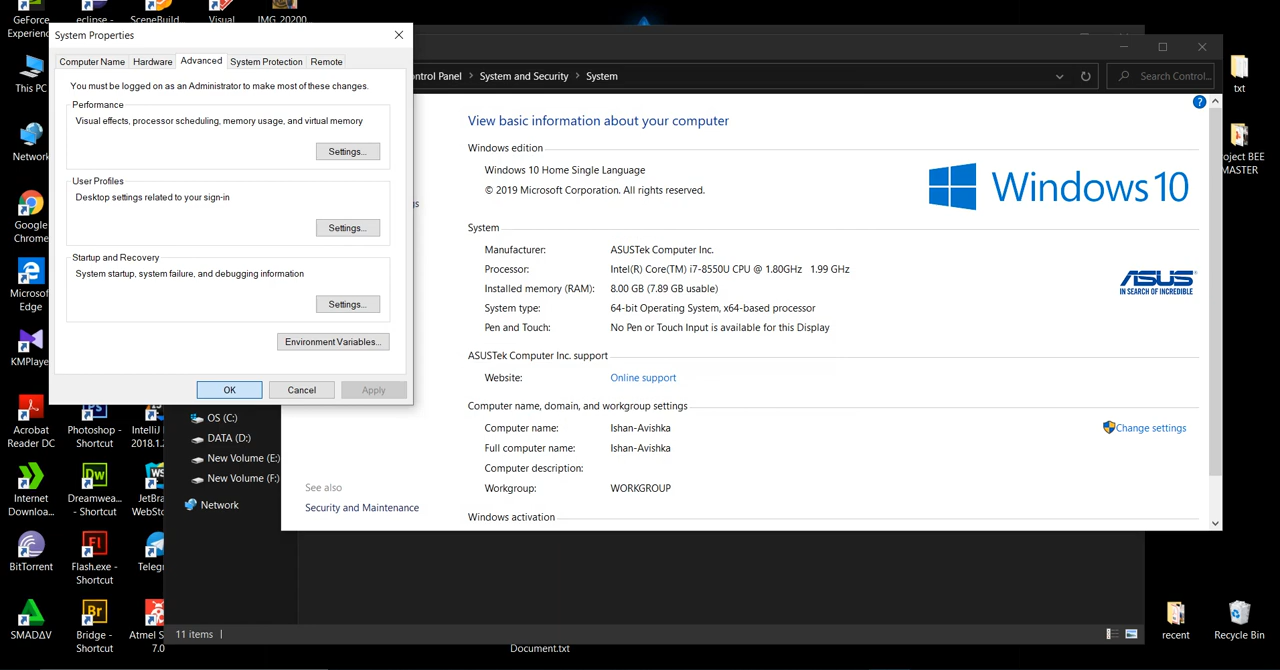 GeForce
Experien
eclipse -
SceneBuild
Visual
IMG_20200
This PC
Network
Google
Chrome
Microsof
Edge
KMPlaye
Acrobat
Reader DC
Photoshop -
Shortcut
IntelliJ
2018.1.
Internet
Downloa...
Dreamwea...
- Shortcut
JetBra
WebSto
BitTorrent
Flash.exe -
Shortcut
Telegr
SMADΔV
Bridge -
Shortcut
Atmel S
7.0
System Properties
Computer Name
Hardware
Advanced
System Protection
Remote
You must be logged on as an Administrator to make most of these changes.
Performance
Visual effects, processor scheduling, memory usage, and virtual memory
Settings...
User Profiles
Desktop settings related to your sign-in
Settings...
Startup and Recovery
System startup, system failure, and debugging information
Settings...
Environment Variables...
OK
Cancel
Apply
ontrol Panel > System and Security > System
Search Control...
View basic information about your computer
Windows edition
Windows 10 Home Single Language
© 2019 Microsoft Corporation. All rights reserved.
Windows 10
System
Manufacturer: ASUSTek Computer Inc.
Processor: Intel(R) Core(TM) i7-8550U CPU @ 1.80GHz 1.99 GHz
Installed memory (RAM): 8.00 GB (7.89 GB usable)
System type: 64-bit Operating System, x64-based processor
Pen and Touch: No Pen or Touch Input is available for this Display
ASUS
IN SEARCH OF INCREDIBLE
ASUSTek Computer Inc. support
Website: Online support
Computer name, domain, and workgroup settings
Computer name: Ishan-Avishka
Change settings
Full computer name: Ishan-Avishka
Computer description:
Workgroup: WORKGROUP
Windows activation
See also
Security and Maintenance
OS (C:)
DATA (D:)
New Volume (E:)
New Volume (F:)
Network
11 items
Document.txt
txt
oject BEE
MASTER
recent
Recycle Bin